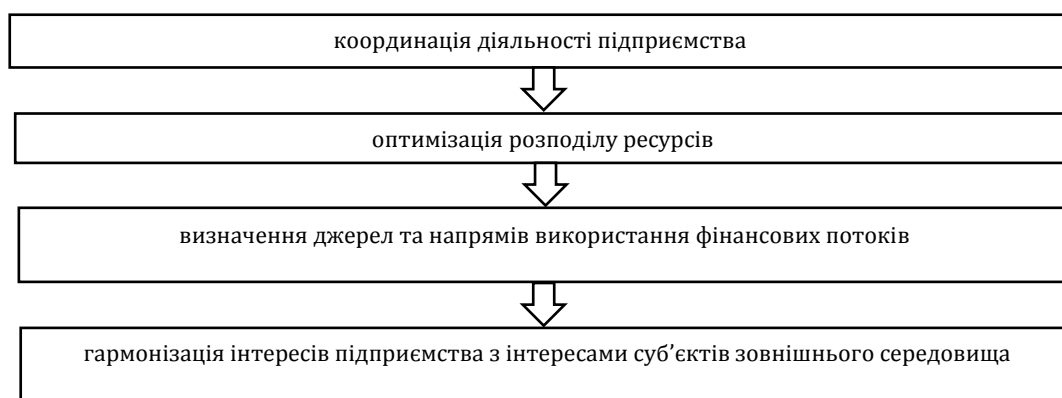 координація діяльності підприємства
оптимізація розподілу ресурсів
визначення джерел та напрямів використання фінансових потоків
гармонізація інтересів підприємства з інтересами суб’єктів зовнішнього середовища